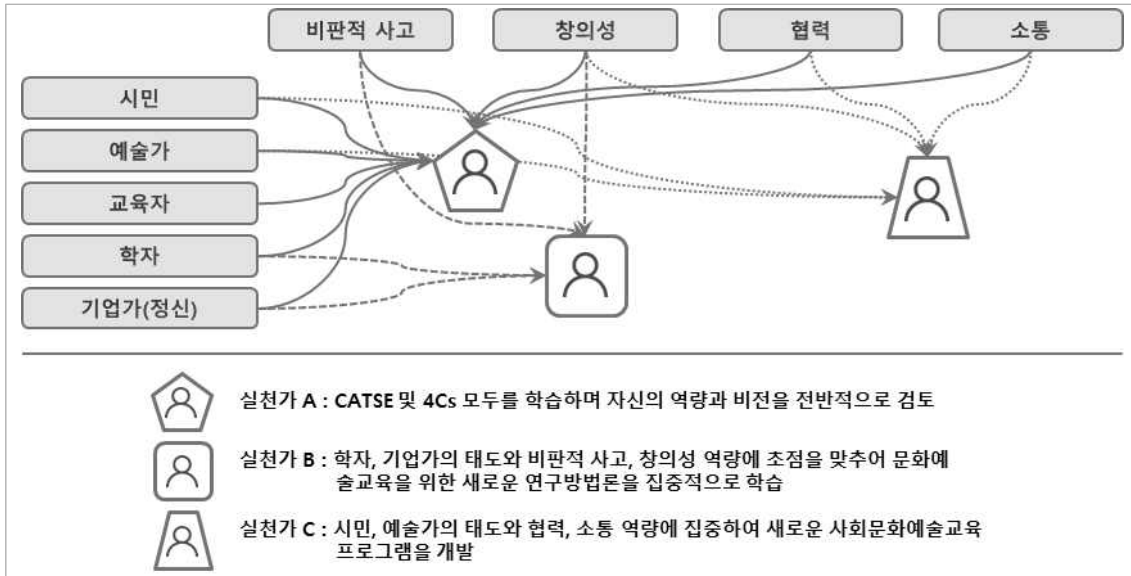 비판적 사고
창의성
협력
소통
시민
예술가
교육자
학자
기업가(정신)
실천가 A : CATSE 및 4Cs 모두를 학습하며 자신의 역량과 비전을 전반적으로 검토
실천가 B : 학자, 기업가의 태도와 비판적 사고, 창의성 역량에 초점을 맞추어 문화예
술교육을 위한 새로운 연구방법론을 집중적으로 학습
실천가 C : 시민, 예술가의 태도와 협력, 소통 역량에 집중하여 새로운 사회문화예술교육
프로그램을 개발